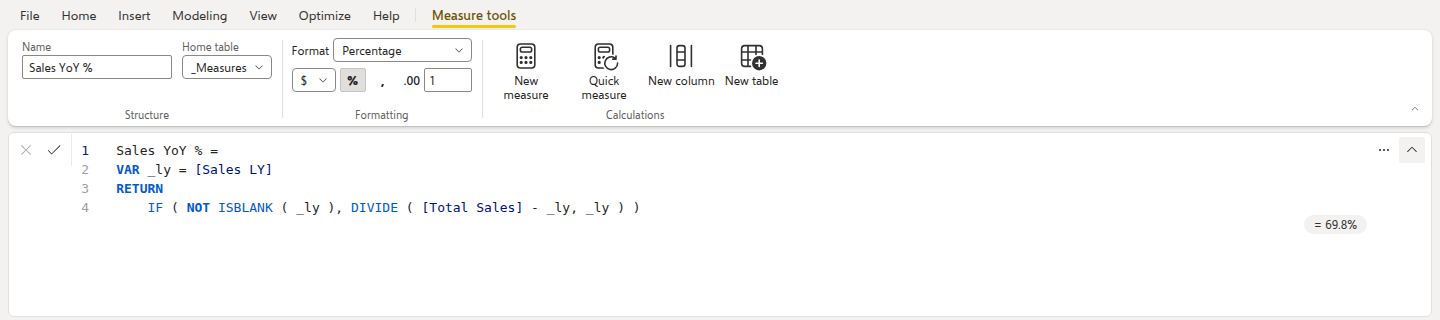 File Home Insert Modeling View Optimize Help Measure tools
Name Home table Format Percentage
Sales YoY % _Measures $ % , .00 1
New measure Quick measure New column New table
Structure Formatting Calculations
1 Sales YoY % =
2 VAR _ly = [Sales LY]
3 RETURN
4 IF ( NOT ISBLANK ( _ly ), DIVIDE ( [Total Sales] - _ly, _ly ) )
= 69.8%